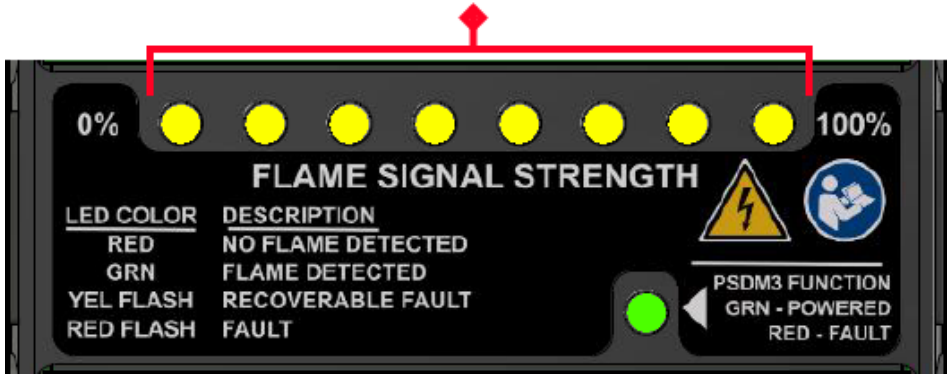 0% 100%
FLAME SIGNAL STRENGTH
LED COLOR DESCRIPTION
RED NO FLAME DETECTED
GRN FLAME DETECTED
YEL FLASH RECOVERABLE FAULT
RED FLASH FAULT
PSDM3 FUNCTION
GRN - POWERED
RED - FAULT